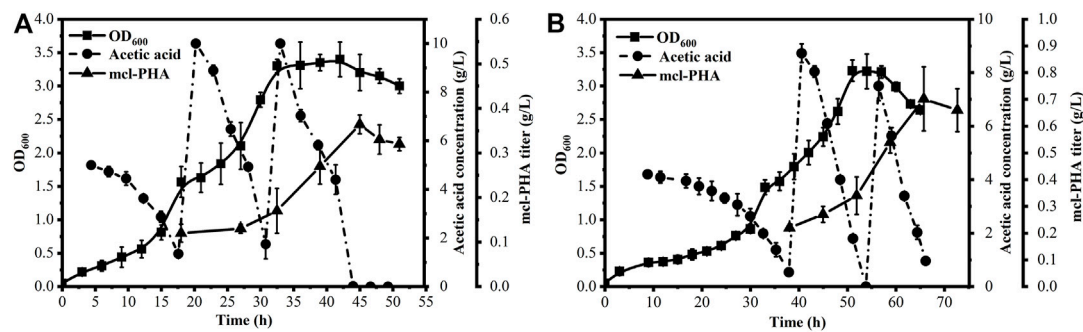 A
4.0
3.5
3.0
2.5
2.0
1.5
1.0
0.5
0.0
OD600
OD600
Acetic acid
mcl-PHA
0 5 10 15 20 25 30 35 40 45 50 55
Time (h)
10
8
6
4
2
0
Acetic acid concentration (g/L)
0.6
0.5
0.4
0.3
0.2
0.1
0.0
mcl-PHA titer (g/L)
B
4.0
3.5
3.0
2.5
2.0
1.5
1.0
0.5
0.0
OD600
OD600
Acetic acid
mcl-PHA
0 10 20 30 40 50 60 70 80
Time (h)
10
8
6
4
2
0
Acetic acid concentration (g/L)
1.0
0.9
0.8
0.7
0.6
0.5
0.4
0.3
0.2
0.1
0.0
mcl-PHA titer (g/L)